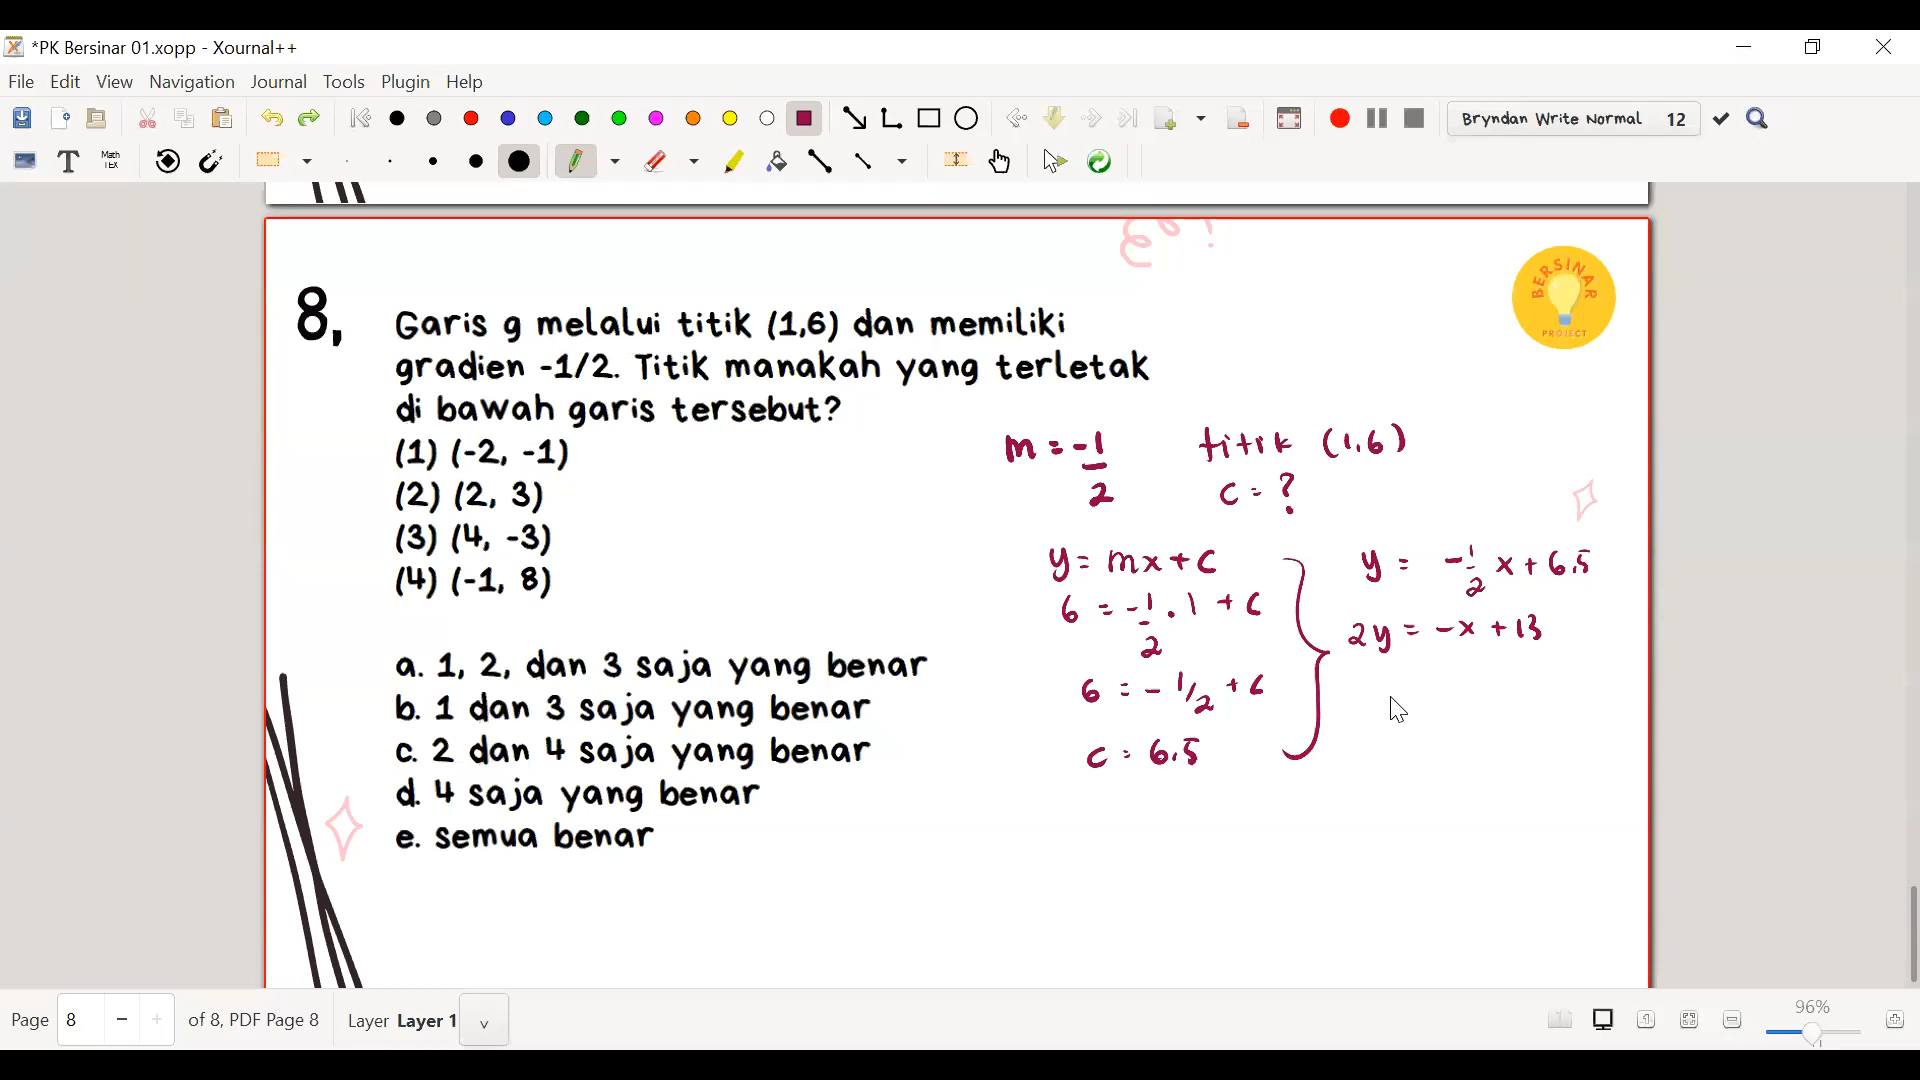 *PK Bersinar 01.xopp - Xournal++
File Edit View Navigation Journal Tools Plugin Help
Bryndan Write Normal 12
T Math TEX
BERSINAR PROJECT
8,
Garis g melalui titik (1,6) dan memiliki
gradien -1/2. Titik manakah yang terletak
di bawah garis tersebut?
(1) (-2, -1)
(2) (2, 3)
(3) (4, -3)
(4) (-1, 8)
a. 1, 2, dan 3 saja yang benar
b. 1 dan 3 saja yang benar
c. 2 dan 4 saja yang benar
d. 4 saja yang benar
e. semua benar
m = -1/2 titik (1,6)
c = ?
y = mx + c
6 = -1/2 . 1 + c
6 = - 1/2 + c
c = 6.5
y = -1/2 x + 6.5
2y = -x + 13
Page 8 of 8, PDF Page 8 Layer Layer 1
96%